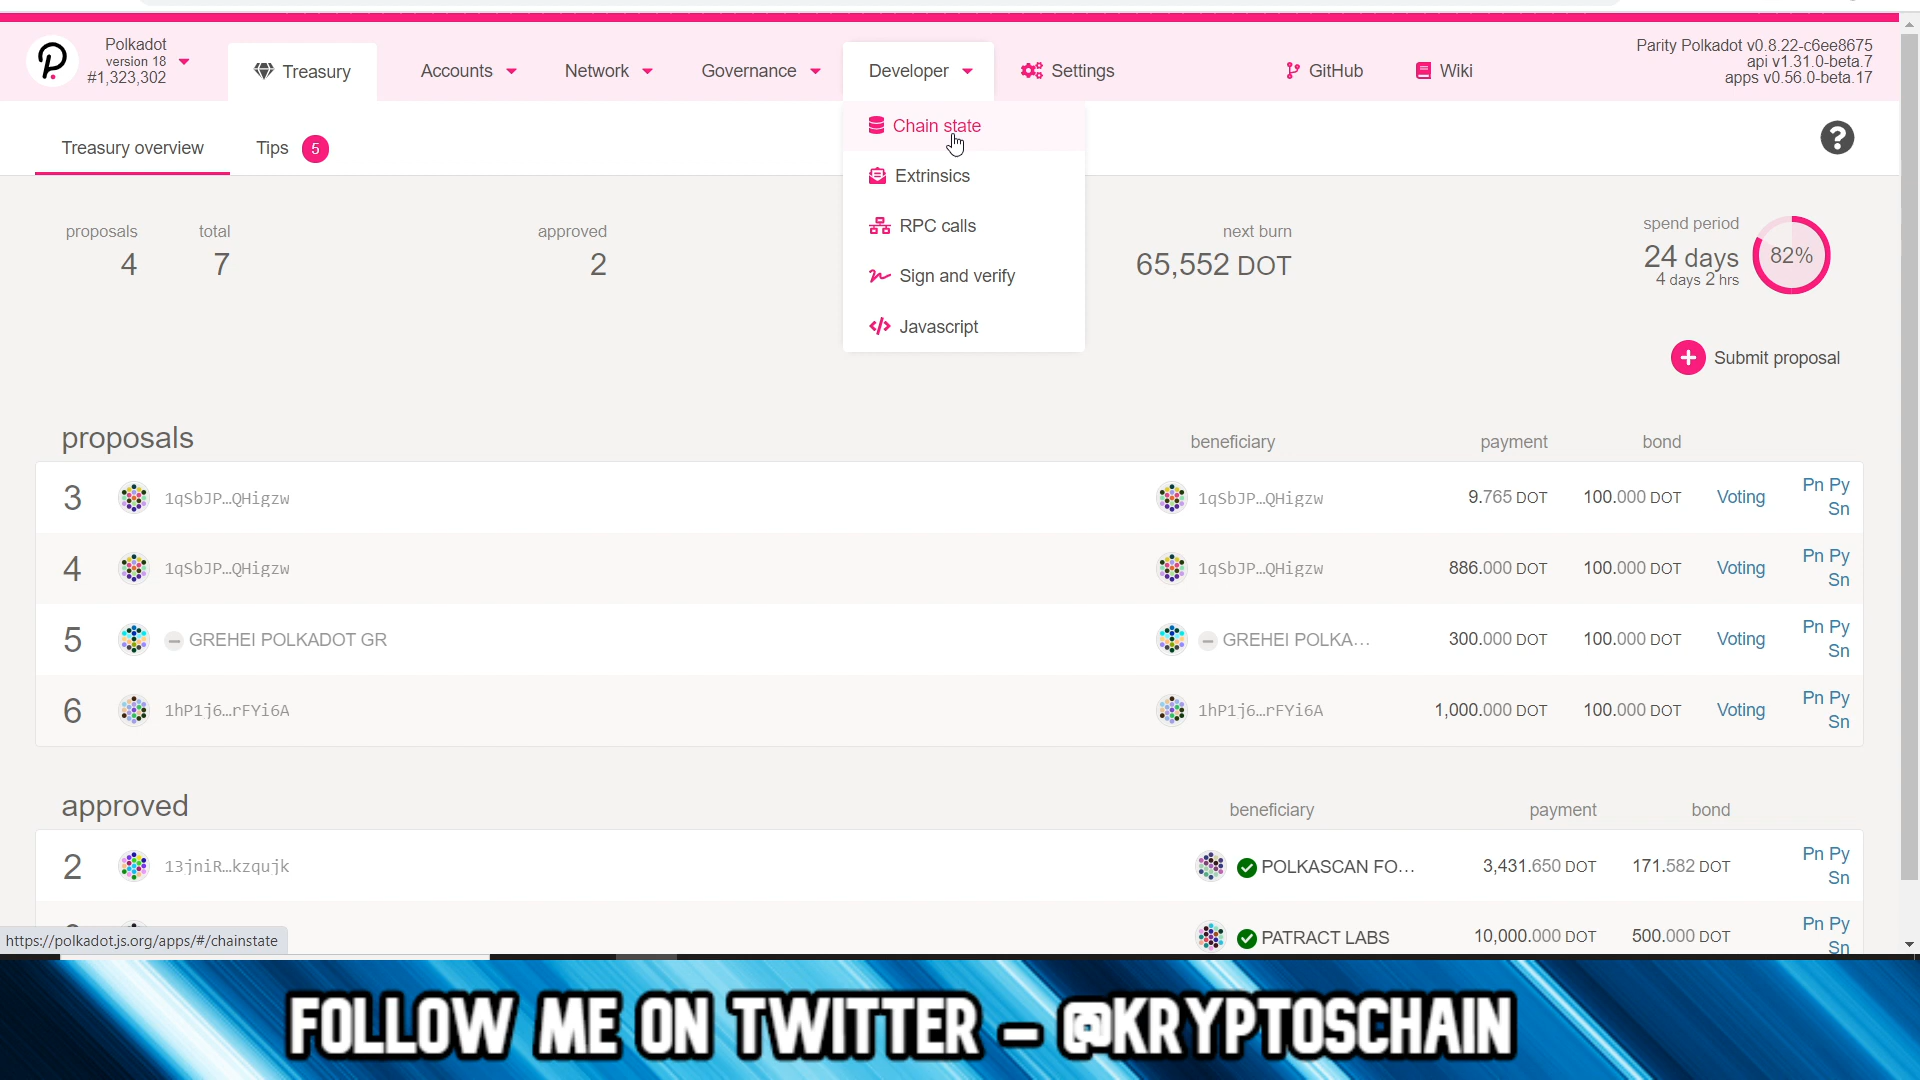 Polkadot
version 18
#1,323,302
Treasury
Accounts
Network
Governance
Developer
Settings
GitHub
Wiki
Parity Polkadot v0.8.22-c6ee8675
api v1.31.0-beta.7
apps v0.56.0-beta.17
Chain state
Extrinsics
RPC calls
Sign and verify
Javascript
Treasury overview
Tips 5
proposals
4
total
7
approved
2
next burn
65,552 DOT
spend period
24 days
4 days 2 hrs
82%
Submit proposal
proposals beneficiary payment bond
3 1qSbJP…QHigzw 1qSbJP…QHigzw 9.765 DOT 100.000 DOT Voting Pn Py
Sn
4 1qSbJP…QHigzw 1qSbJP…QHigzw 886.000 DOT 100.000 DOT Voting Pn Py
Sn
5 GREHEI POLKADOT GR GREHEI POLKA… 300.000 DOT 100.000 DOT Voting Pn Py
Sn
6 1hP1j6…rFYi6A 1hP1j6…rFYi6A 1,000.000 DOT 100.000 DOT Voting Pn Py
Sn
approved beneficiary payment bond
2 13jniR…kzqujk POLKASCAN FO… 3,431.650 DOT 171.582 DOT Pn Py
Sn
PATRACT LABS 10,000.000 DOT 500.000 DOT Pn Py
Sn
https://polkadot.js.org/apps/#/chainstate
FOLLOW ME ON TWITTER – @KRYPTOSCHAIN